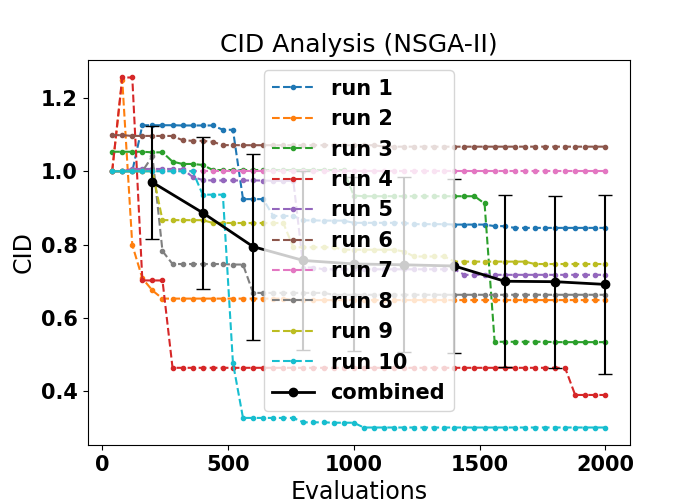 CID Analysis (NSGA-II)
CID
1.2
1.0
0.8
0.6
0.4
run 1
run 2
run 3
run 4
run 5
run 6
run 7
run 8
run 9
run 10
combined
0
500
1000
1500
2000
Evaluations